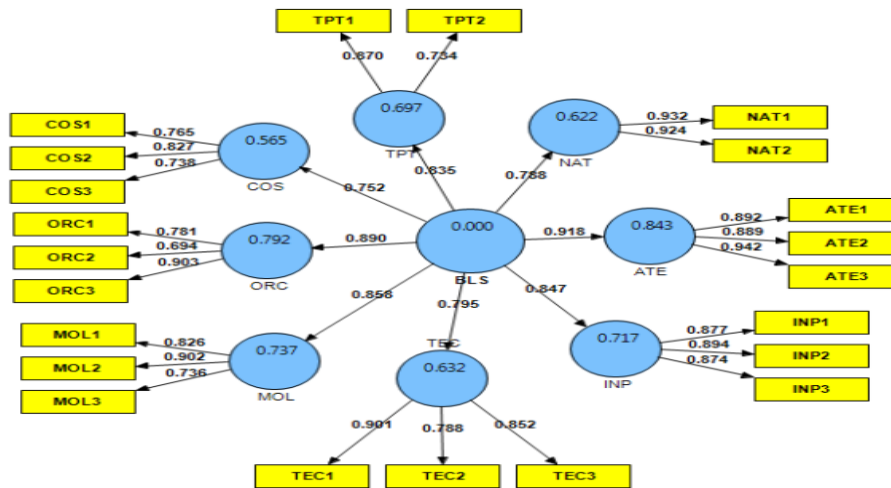 TPT1 TPT2
0.870 0.734
0.697
TPT
0.835
0.622
NAT
0.788
0.932
0.924
NAT1
NAT2
COS1
COS2
COS3
0.765
0.827
0.738
0.565
COS
0.752
ORC1
ORC2
ORC3
0.781
0.694
0.903
0.792
ORC
0.890
0.000
BLS
0.918
0.843
ATE
0.892
0.889
0.942
ATE1
ATE2
ATE3
MOL1
MOL2
MOL3
0.826
0.902
0.736
0.737
MOL
0.858
0.795
TEC
0.632
0.847
0.717
INP
0.877
0.894
0.874
INP1
INP2
INP3
0.901 0.788 0.852
TEC1 TEC2 TEC3